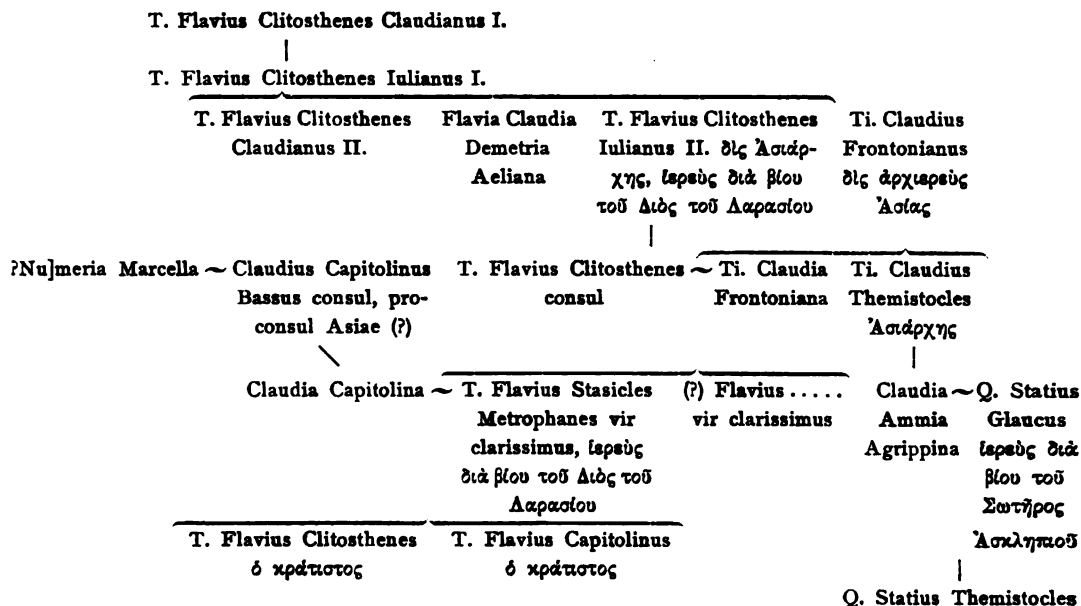 T. Flavius Clitosthenes Claudianus I.
T. Flavius Clitosthenes Iulianus I.
T. Flavius Clitosthenes
Claudianus II.
Flavia Claudia
Demetria
Aeliana
T. Flavius Clitosthenes
Iulianus II. δὶς Ἀσιάρ-
χης, ἱερεὺς διὰ βίου
τοῦ Διὸς τοῦ Λαρασίου
Ti. Claudius
Frontonianus
δὶς ἀρχιερεὺς
Ἀσίας
?Nu]meria Marcella ~ Claudius Capitolinus
Bassus consul, pro-
consul Asiae (?)
T. Flavius Clitosthenes ~ Ti. Claudia
consul
Frontoniana
Ti. Claudius
Themistocles
Ἀσιάρχης
Claudia Capitolina ~ T. Flavius Stasicles
Metrophanes vir
clarissimus, ἱερεὺς
διὰ βίου τοῦ Διὸς τοῦ
Λαρασίου
(?) Flavius .....
vir clarissimus
Claudia ~ Q. Statius
Ammia
Agrippina
Glaucus
ἱερεὺς διὰ
βίου τοῦ
Σωτῆρος
Ἀσκληπιοῦ
T. Flavius Clitosthenes
ὁ κράτιστος
T. Flavius Capitolinus
ὁ κράτιστος
Q. Statius Themistocles